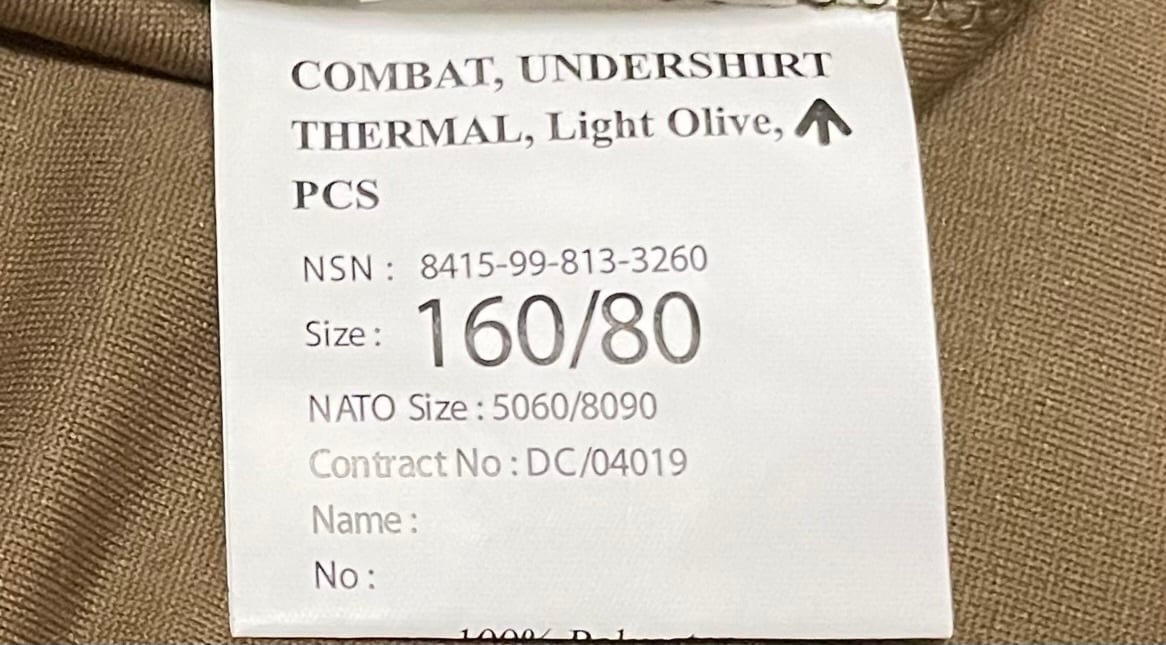 COMBAT, UNDERSHIRT
THERMAL, Light Olive,
PCS
NSN : 8415-99-813-3260
Size : 160/80
NATO Size : 5060/8090
Contract No : DC/04019
Name :
No :
100%